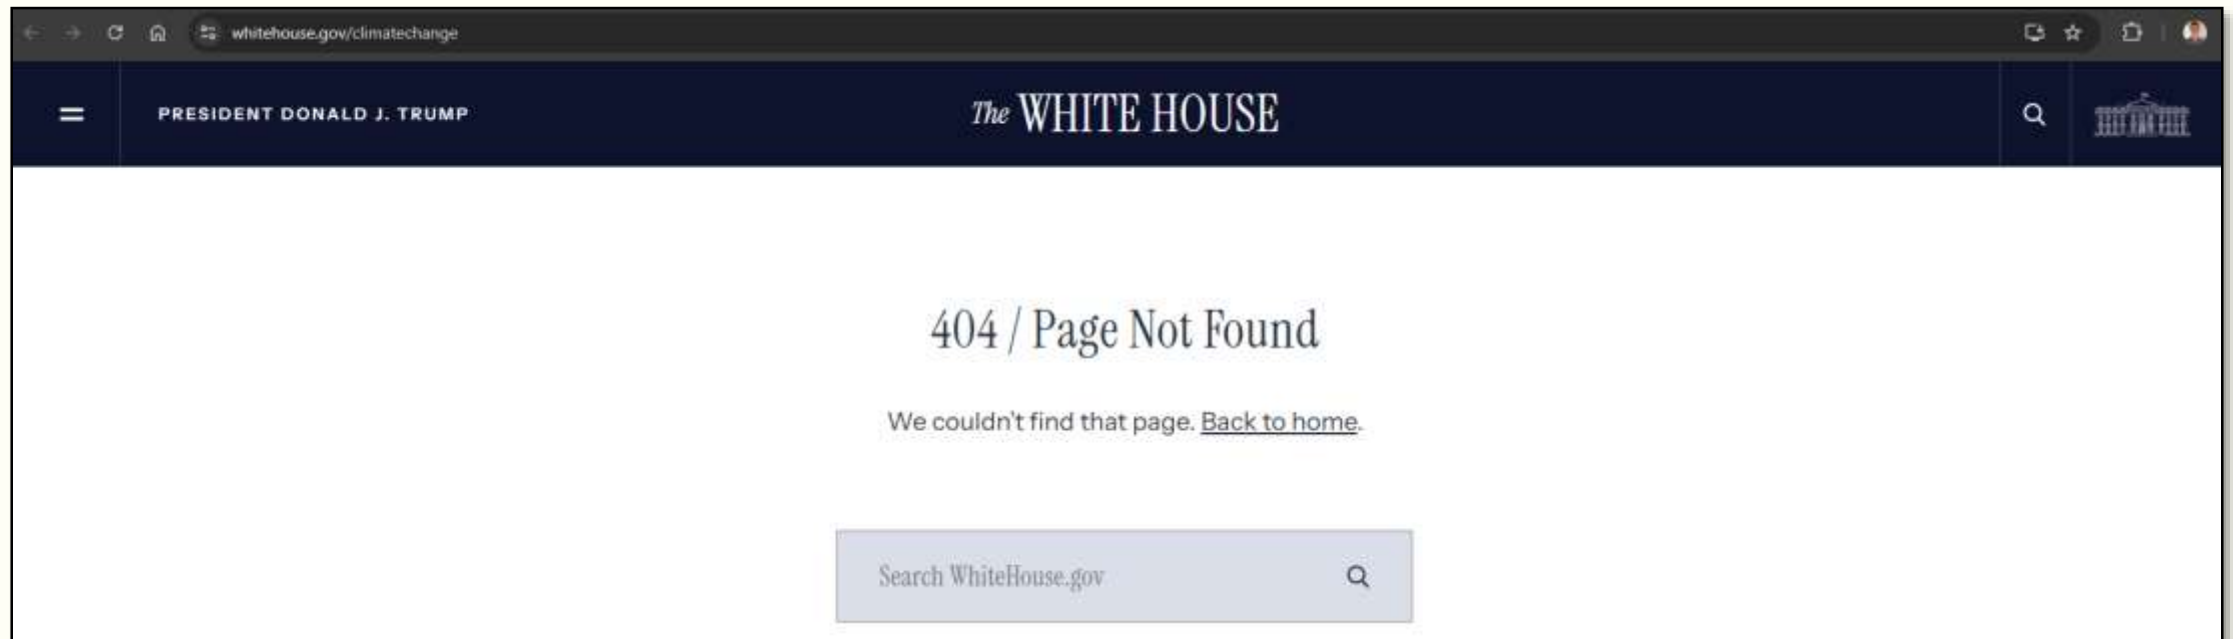 whitehouse.gov/climatechange
PRESIDENT DONALD J. TRUMP
The WHITE HOUSE
404 / Page Not Found
We couldn't find that page. Back to home.
Search WhiteHouse.gov